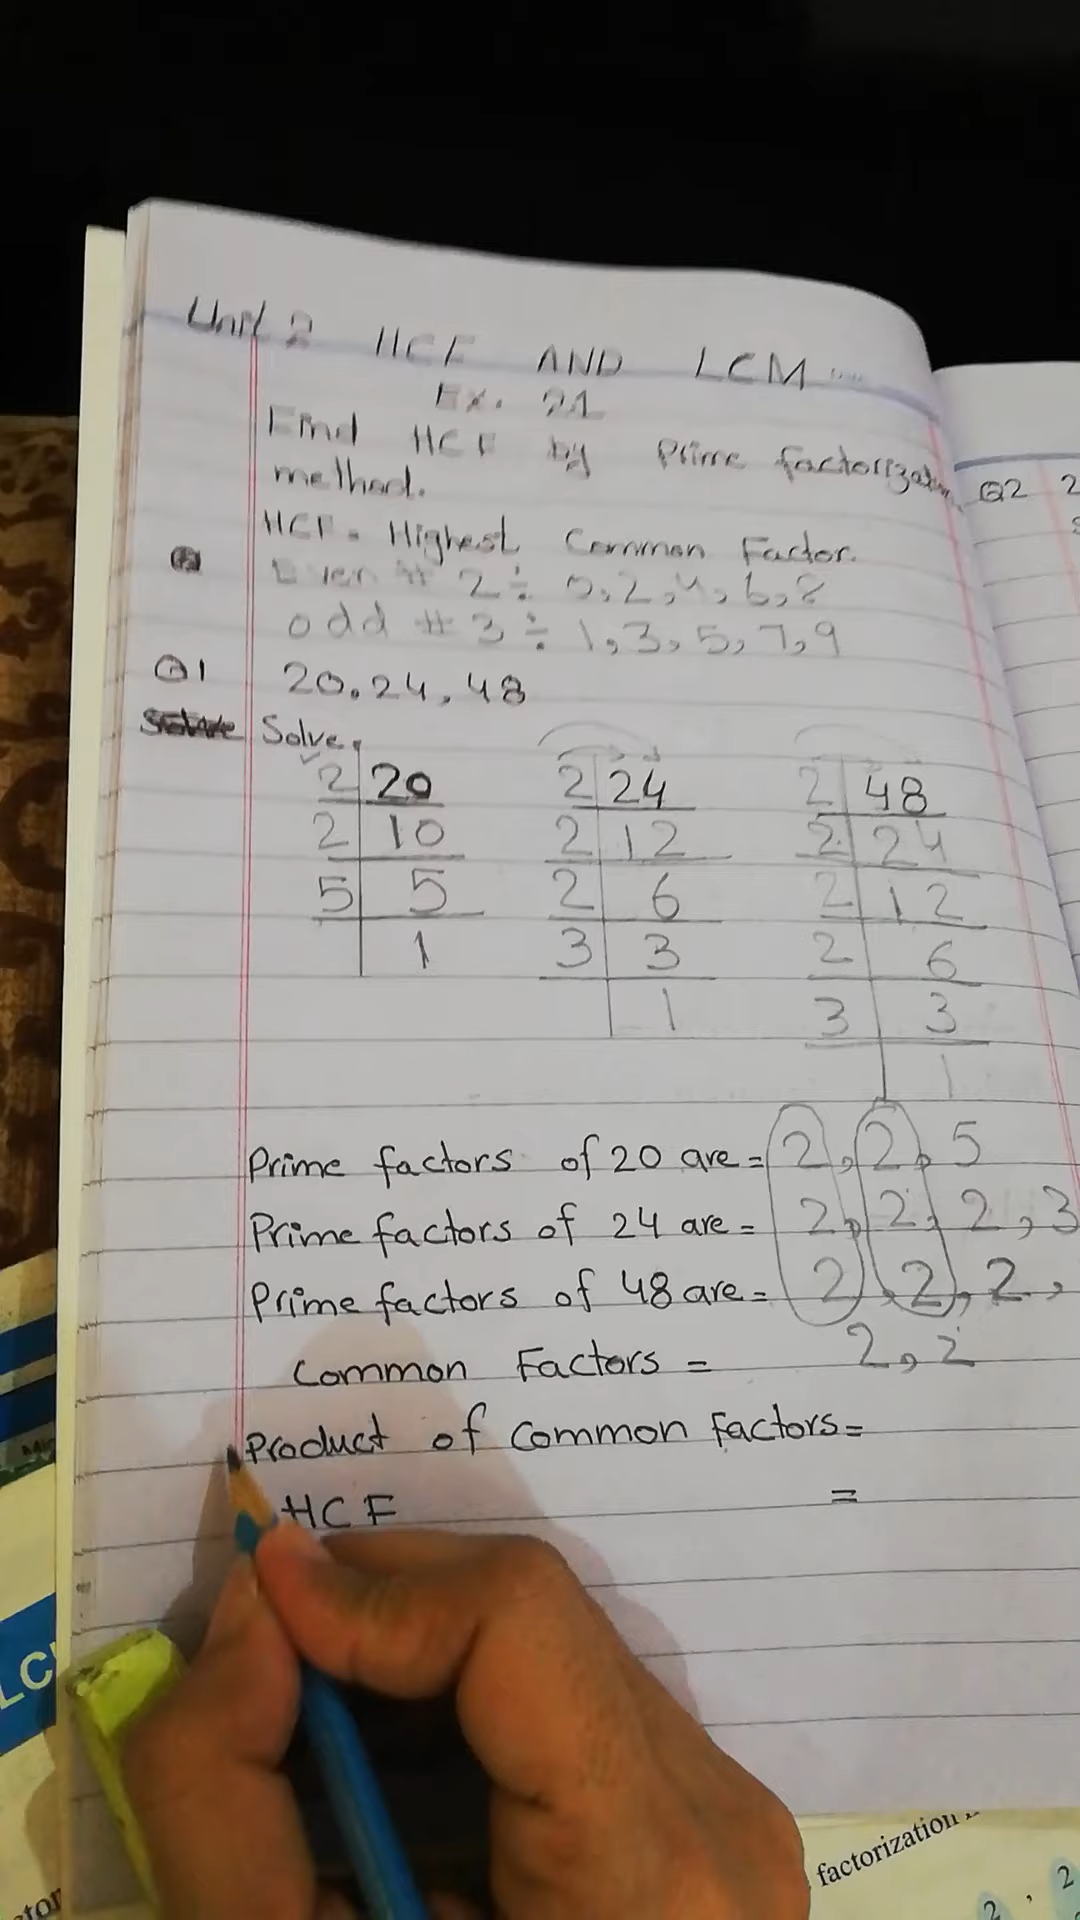 Unit 2 HCF AND LCM
Ex. 2.1
Find HCF by Prime factorization
method.
HCF = Highest Common Factor.
Even # 2 ÷ 0,2,4,6,8
odd # 3 ÷ 1,3,5,7,9
Q1 20,24,48
Solve
2 20 2 24 2 48
2 10 2 12 2 24
5 5 2 6 2 12
1 3 3 2 6
1 3 3
1
Prime factors of 20 are = 2, 2, 5
Prime factors of 24 are = 2, 2, 2, 3
Prime factors of 48 are = 2, 2, 2,
Common Factors = 2, 2
Product of Common factors =
HCF =
Q2 2
LC
factorization
2 , 2